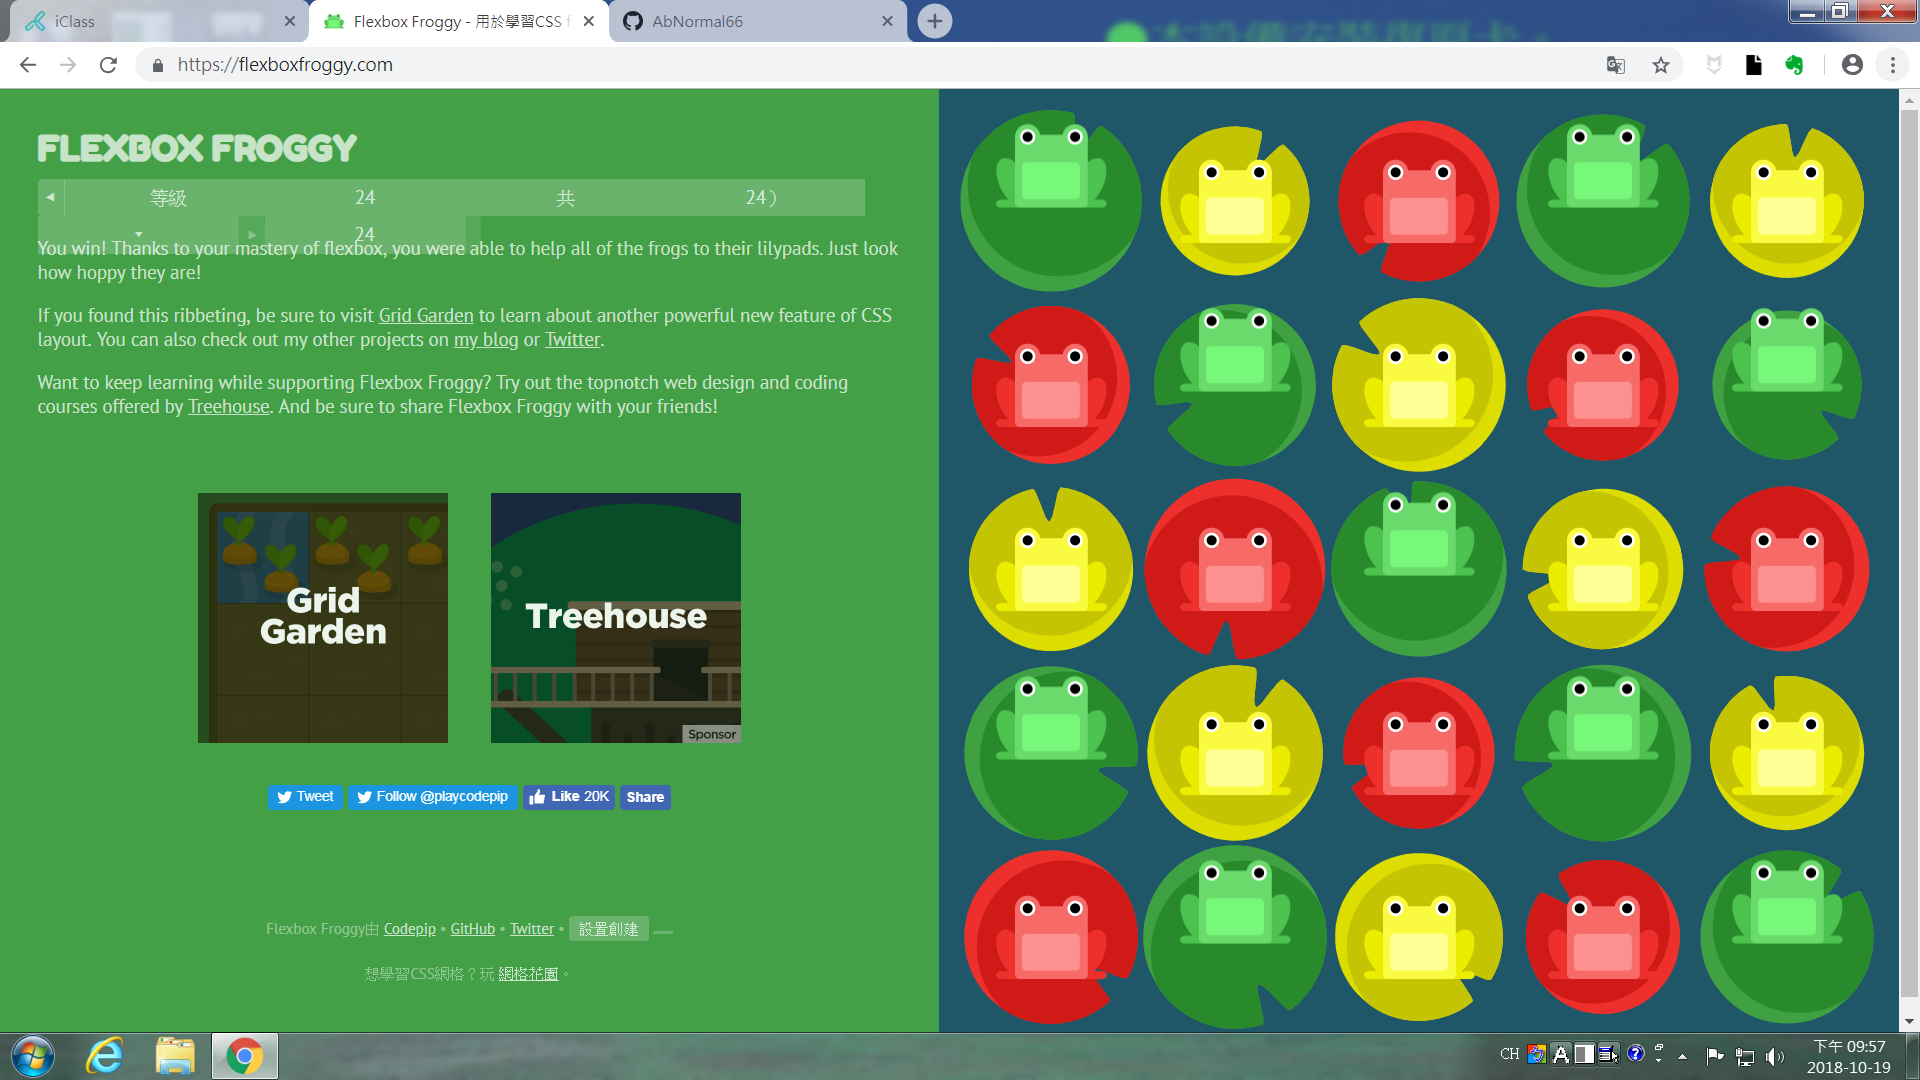 iClass
Flexbox Froggy - 用於學習CSS f
AbNormal66
https://flexboxfroggy.com
FLEXBOX FROGGY
等級 24 共 24）
24
You win! Thanks to your mastery of flexbox, you were able to help all of the frogs to their lilypads. Just look
how hoppy they are!
If you found this ribbeting, be sure to visit Grid Garden to learn about another powerful new feature of CSS
layout. You can also check out my other projects on my blog or Twitter.
Want to keep learning while supporting Flexbox Froggy? Try out the topnotch web design and coding
courses offered by Treehouse. And be sure to share Flexbox Froggy with your friends!
Grid
Garden
Treehouse
Sponsor
Tweet
Follow @playcodepip
Like 20K
Share
Flexbox Froggy由 Codepip • GitHub • Twitter • 設置創建
想學習CSS網格？玩 網格花園。
CH
下午 09:57
2018-10-19